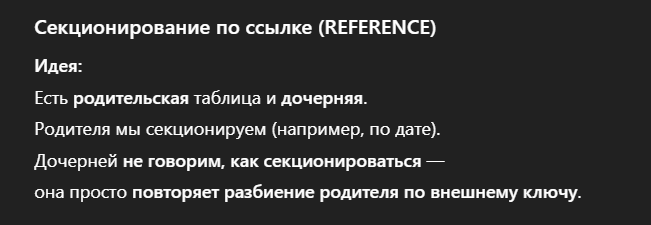 Секционирование по ссылке (REFERENCE)
Идея:
Есть родительская таблица и дочерняя.
Родителя мы секционируем (например, по дате).
Дочерней не говорим, как секционироваться —
она просто повторяет разбиение родителя по внешнему ключу.